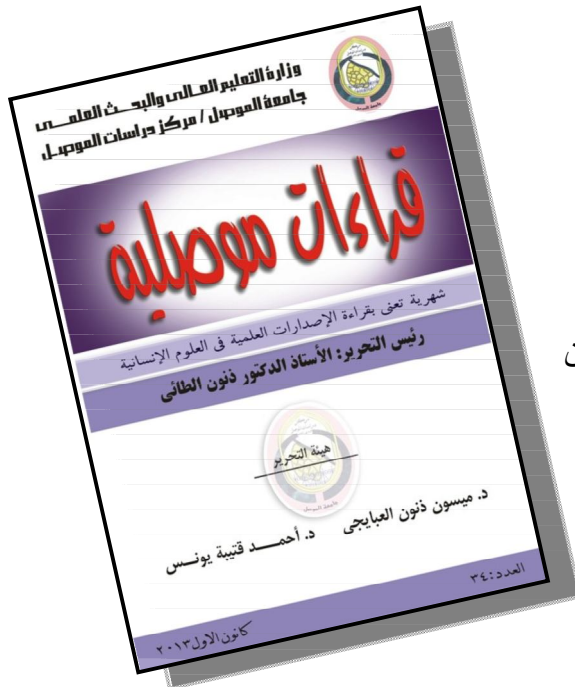 وزارة التعليم العالي والبحث العلمي
جامعة الموصل / مركز دراسات الموصل
قراءات موصلية
شهرية تعنى بقراءة الإصدارات العلمية في العلوم الإنسانية
رئيس التحرير: الأستاذ الدكتور ذنون الطائي
هيئة التحرير
د. ميسون ذنون العبايجي د. أحمد قتيبة يونس
العدد: ٣٤
كانون الاول ٢٠١٣